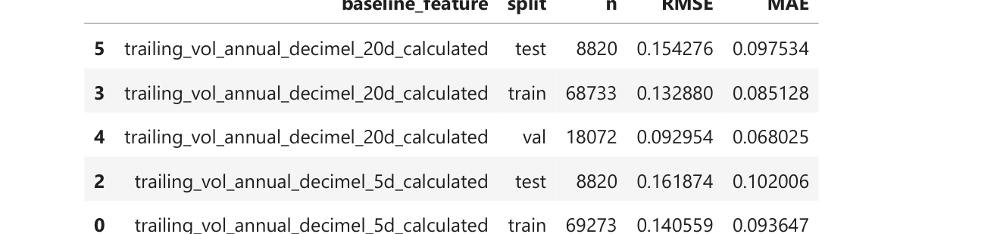 baseline_feature split n RMSE MAE
5 trailing_vol_annual_decimel_20d_calculated test 8820 0.154276 0.097534
3 trailing_vol_annual_decimel_20d_calculated train 68733 0.132880 0.085128
4 trailing_vol_annual_decimel_20d_calculated val 18072 0.092954 0.068025
2 trailing_vol_annual_decimel_5d_calculated test 8820 0.161874 0.102006
0 trailing_vol_annual_decimel_5d_calculated train 69273 0.140559 0.093647